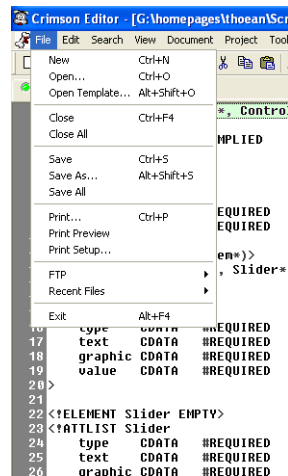 Crimson Editor - [G:\homepages\thoean\Scr
File Edit Search View Document Project Too
New Ctrl+N
Open... Ctrl+O
Open Template... Alt+Shift+O
*, Contro
Close Ctrl+F4
Close All
MPLIED
Save Ctrl+S
Save As... Alt+Shift+S
Save All
Print... Ctrl+P
EQUIRED
Print Preview
EQUIRED
Print Setup...
em*)>
FTP
, Slider*
Recent Files
Exit Alt+F4
16 type CDATA #REQUIRED
17 text CDATA #REQUIRED
18 graphic CDATA #REQUIRED
19 value CDATA #REQUIRED
20 >
21
22 <!ELEMENT Slider EMPTY>
23 <!ATTLIST Slider
24 type CDATA #REQUIRED
25 text CDATA #REQUIRED
26 graphic CDATA #REQUIRED